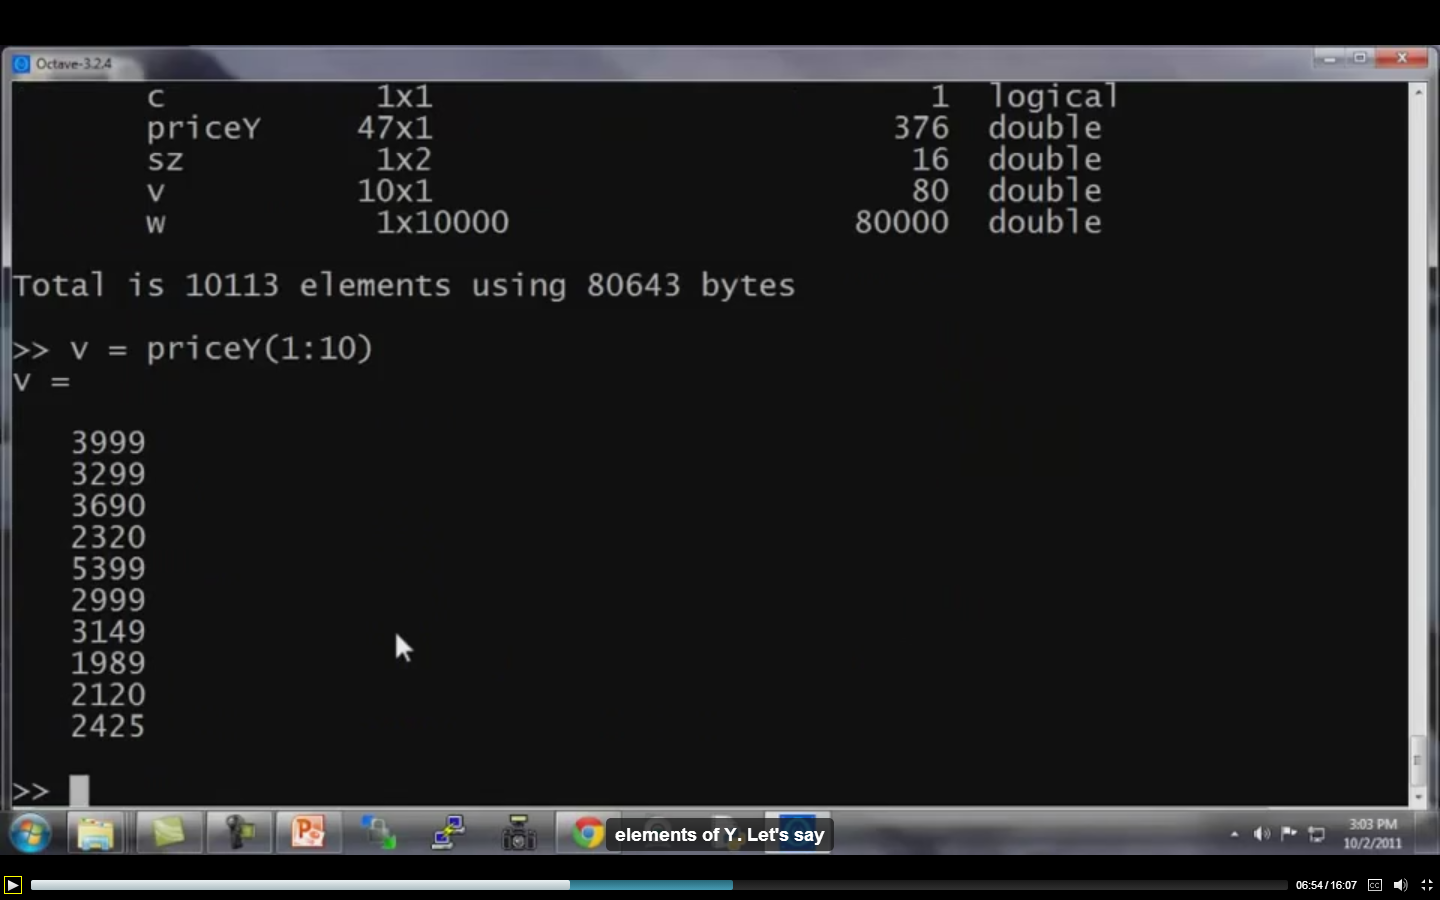 Octave-3.2.4
c 1x1 1 logical
priceY 47x1 376 double
sz 1x2 16 double
v 10x1 80 double
w 1x10000 80000 double
Total is 10113 elements using 80643 bytes
>> v = priceY(1:10)
v =
3999
3299
3690
2320
5399
2999
3149
1989
2120
2425
>>
elements of Y. Let's say
3:03 PM
10/2/2011
06:54 / 16:07
CC